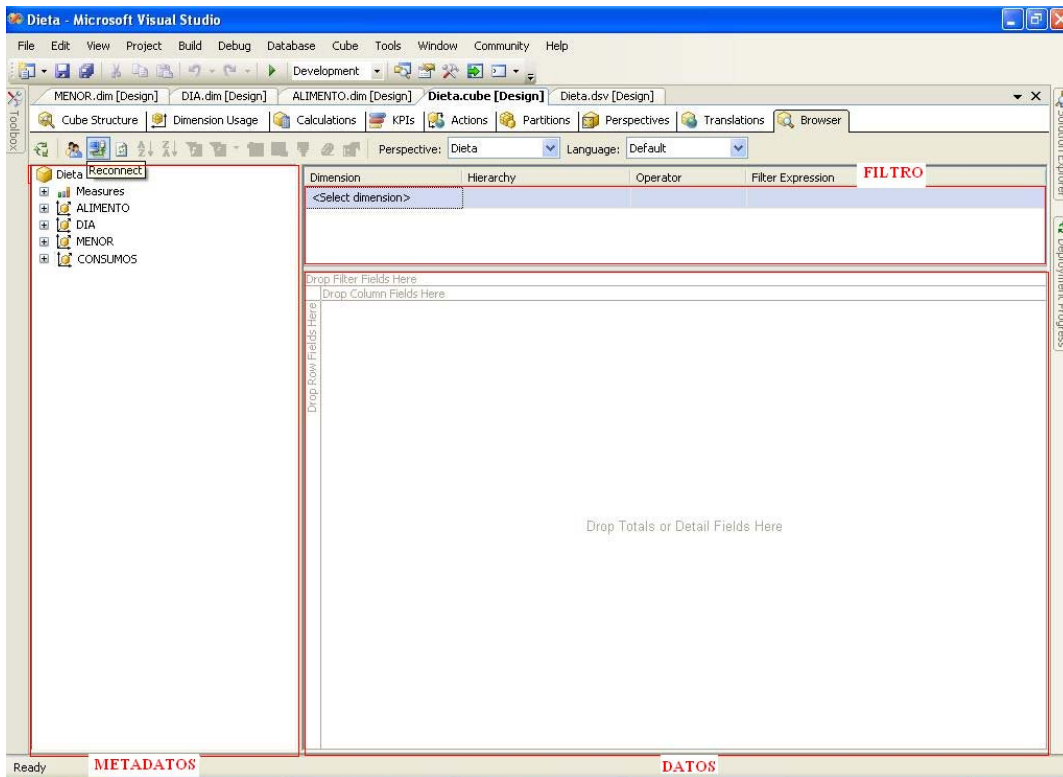 Dieta - Microsoft Visual Studio
File Edit View Project Build Debug Database Cube Tools Window Community Help
Development
MENOR.dim [Design] DIA.dim [Design] ALIMENTO.dim [Design] Dieta.cube [Design] Dieta.dsv [Design]
Toolbox
Cube Structure Dimension Usage Calculations KPIs Actions Partitions Perspectives Translations Browser
Perspective: Dieta Language: Default
Solution Explorer
Deployment Progress
Dieta
Reconnect
Measures
ALIMENTO
DIA
MENOR
CONSUMOS
Dimension Hierarchy Operator Filter Expression FILTRO
<Select dimension>
Drop Filter Fields Here
Drop Column Fields Here
Drop Row Fields Here
Drop Totals or Detail Fields Here
Ready METADATOS DATOS